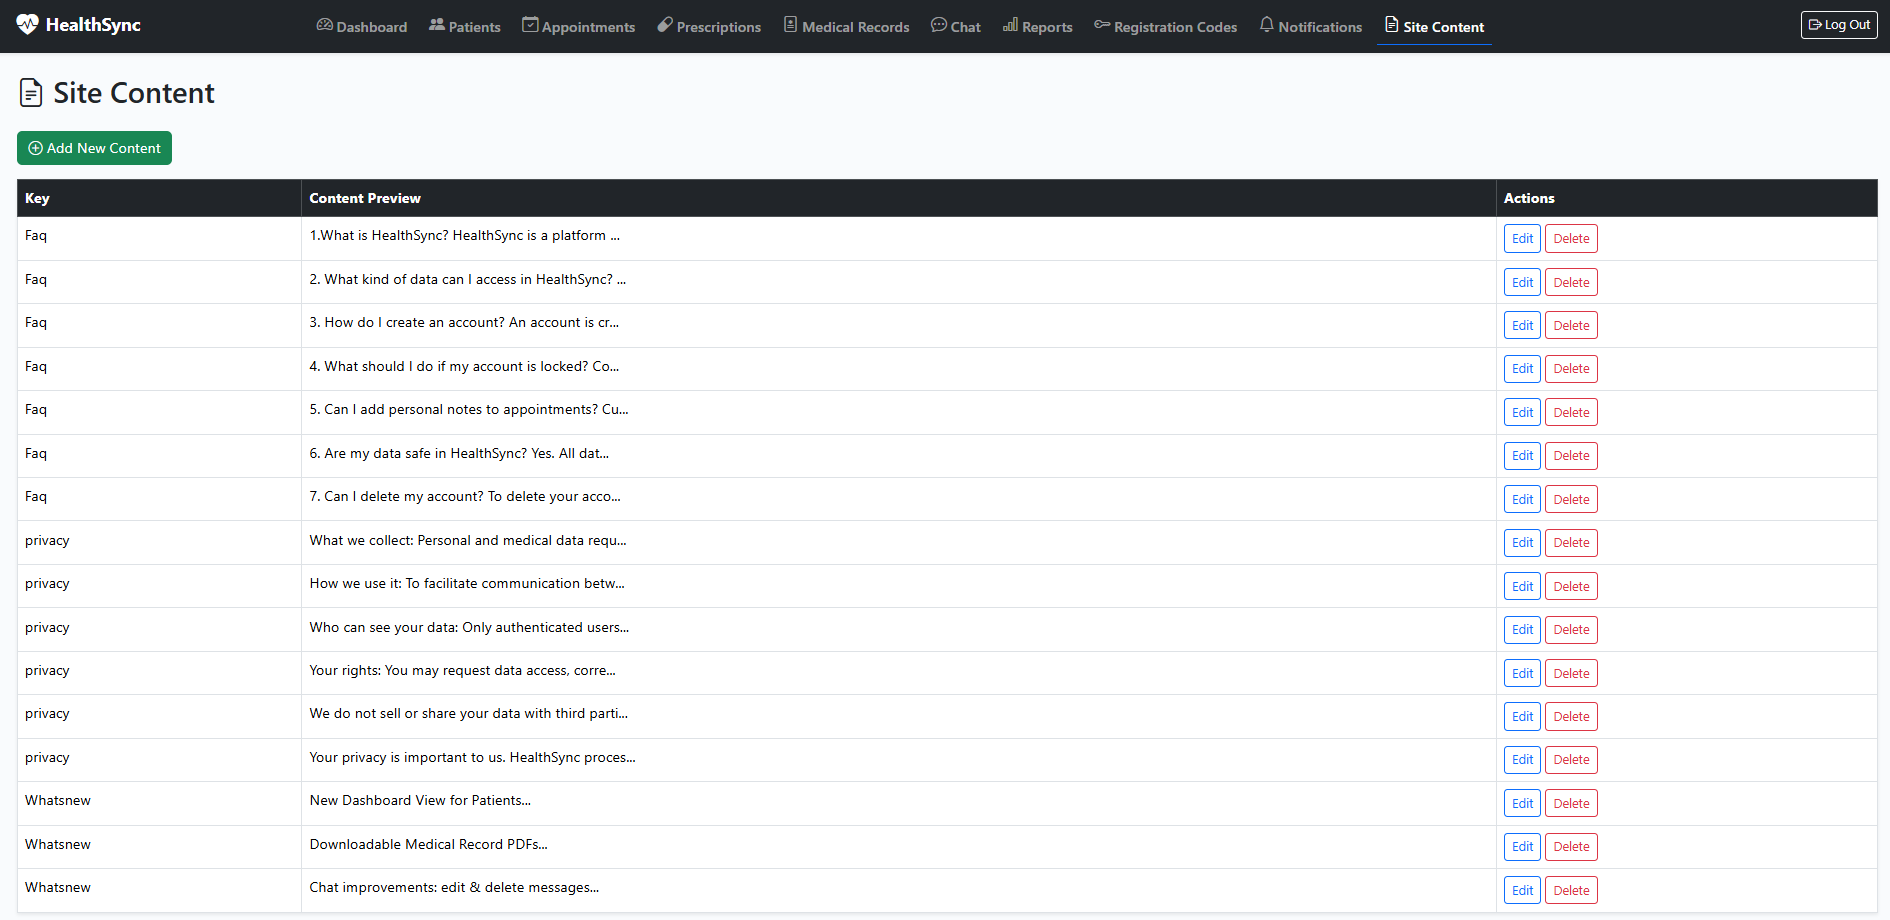 HealthSync Dashboard Patients Appointments Prescriptions Medical Records Chat Reports Registration Codes Notifications Site Content Log Out
Site Content
Add New Content
Key Content Preview Actions
Faq 1.What is HealthSync? HealthSync is a platform ... Edit Delete
Faq 2. What kind of data can I access in HealthSync? ... Edit Delete
Faq 3. How do I create an account? An account is cr... Edit Delete
Faq 4. What should I do if my account is locked? Co... Edit Delete
Faq 5. Can I add personal notes to appointments? Cu... Edit Delete
Faq 6. Are my data safe in HealthSync? Yes. All dat... Edit Delete
Faq 7. Can I delete my account? To delete your acco... Edit Delete
privacy What we collect: Personal and medical data requ... Edit Delete
privacy How we use it: To facilitate communication betw... Edit Delete
privacy Who can see your data: Only authenticated users... Edit Delete
privacy Your rights: You may request data access, corre... Edit Delete
privacy We do not sell or share your data with third parti... Edit Delete
privacy Your privacy is important to us. HealthSync proces... Edit Delete
Whatsnew New Dashboard View for Patients... Edit Delete
Whatsnew Downloadable Medical Record PDFs... Edit Delete
Whatsnew Chat improvements: edit & delete messages... Edit Delete